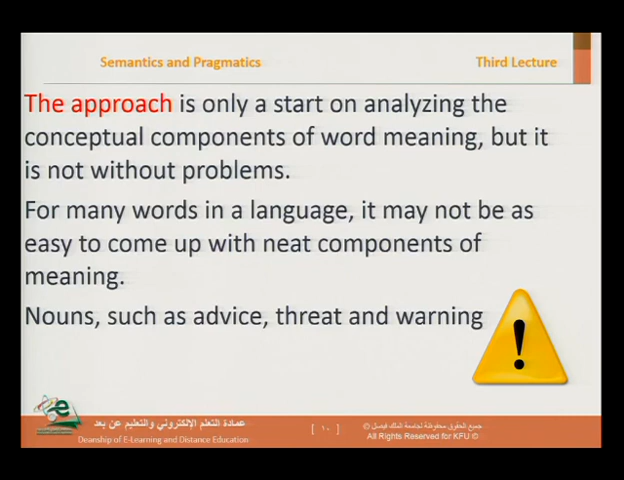 Semantics and Pragmatics
Third Lecture
The approach is only a start on analyzing the
conceptual components of word meaning, but it
is not without problems.
For many words in a language, it may not be as
easy to come up with neat components of
meaning.
Nouns, such as advice, threat and warning
عمادة التعلم الإلكتروني والتعليم عن بعد
Deanship of E-Learning and Distance Education
[ ١٠ ]
جميع الحقوق محفوظة لجامعة الملك فيصل ©
All Rights Reserved for KFU ©